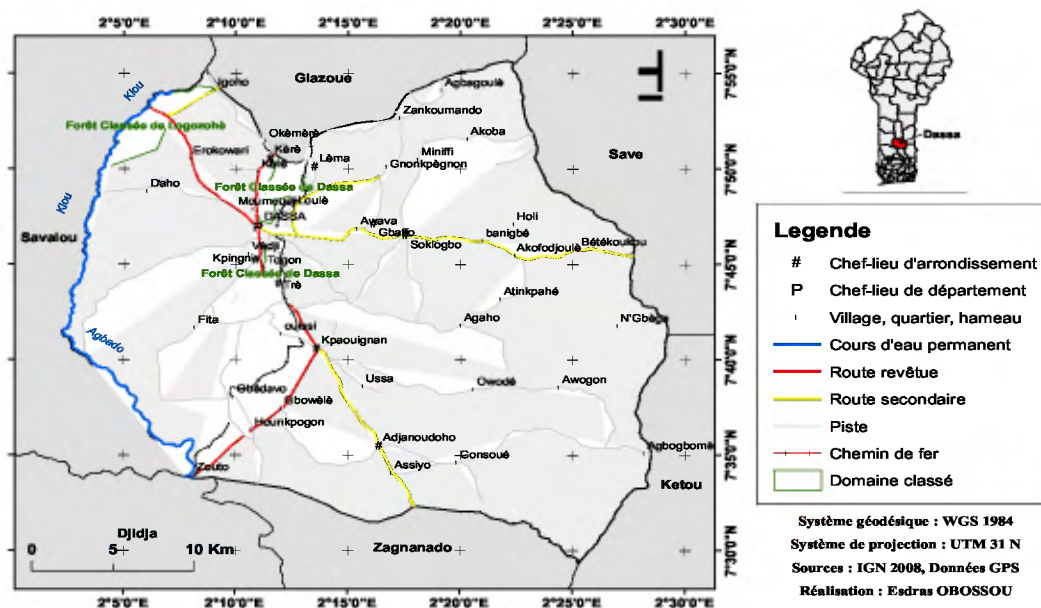 2°5'0"E 2°10'0"E 2°15'0"E 2°20'0"E 2°25'0"E 2°30'0"E
7°55'0"N
7°50'0"N
7°45'0"N
7°40'0"N
7°35'0"N
7°30'0"N
Igoho
Glazoue
Agbagoulè
Klou
Zankoumando
Forêt Classée de Logozohè
Okèmèrè
Akoba
Erokowari
Kèrè
Miniffi
Save
Lèma
Gnonkpègnon
Daho
Forêt Classée de Dassa
Klou
DASSA
Awava
Holi
Savalou
Gbaffo
banigbé
Soklogbo
Akofodjoulè
Bétékoukou
Kpingni
Togon
Forêt Classée de Dassa
Trè
Atinkpahé
Fita
Agaho
Agbado
Kpaouignan
Ussa
Owodé
Awogon
Gbédavo
Gbowèlè
Hounkpogon
Adjanoudoho
Agbogbomè
Zouto
Gonsoué
Assiyo
Ketou
Djidja
0 5 10 Km
Zagnanado
Dassa
Legende
# Chef-lieu d'arrondissement
P Chef-lieu de département
Village, quartier, hameau
Cours d'eau permanent
Route revêtue
Route secondaire
Piste
Chemin de fer
Domaine classé
Système géodésique : WGS 1984
Système de projection : UTM 31 N
Sources : IGN 2008, Données GPS
Réalisation : Esdras OBOSSOU